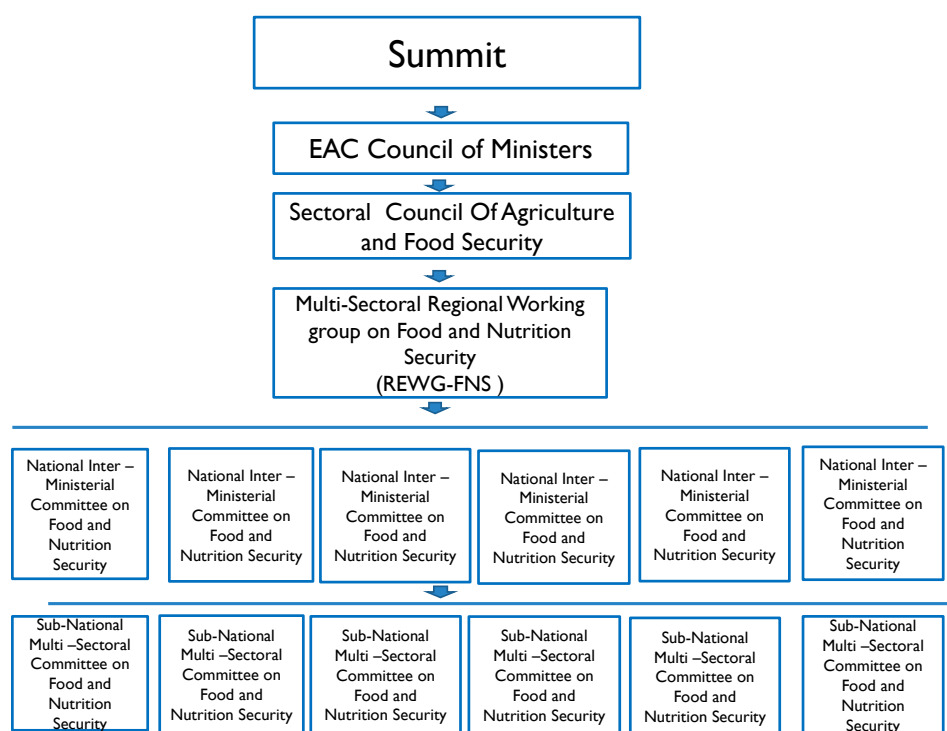 Summit
EAC Council of Ministers
Sectoral Council Of Agriculture
and Food Security
Multi-Sectoral Regional Working
group on Food and Nutrition
Security
(REWG-FNS )
National Inter –
Ministerial
Committee on
Food and
Nutrition
Security
National Inter –
Ministerial
Committee on
Food and
Nutrition Security
National Inter –
Ministerial
Committee on
Food and
Nutrition Security
National Inter –
Ministerial
Committee on
Food and
Nutrition Security
National Inter –
Ministerial
Committee on
Food and
Nutrition Security
National Inter –
Ministerial
Committee on
Food and
Nutrition
Security
Sub-National
Multi –Sectoral
Committee on
Food and
Nutrition
Security
Sub-National
Multi –Sectoral
Committee on
Food and
Nutrition Security
Sub-National
Multi –Sectoral
Committee on
Food and
Nutrition Security
Sub-National
Multi –Sectoral
Committee on
Food and
Nutrition Security
Sub-National
Multi –Sectoral
Committee on
Food and
Nutrition Security
Sub-National
Multi –Sectoral
Committee on
Food and
Nutrition
Security